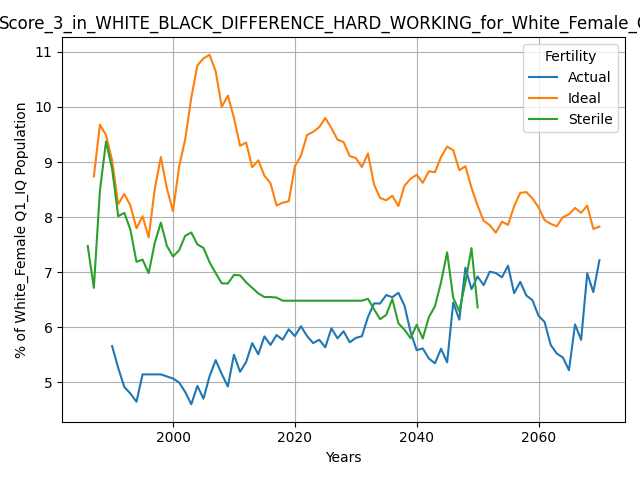 Score_3_in_WHITE_BLACK_DIFFERENCE_HARD_WORKING_for_White_Female_
% of White_Female Q1_IQ Population
11
10
9
8
7
6
5
2000
2020
2040
2060
Years
Fertility
Actual
Ideal
Sterile